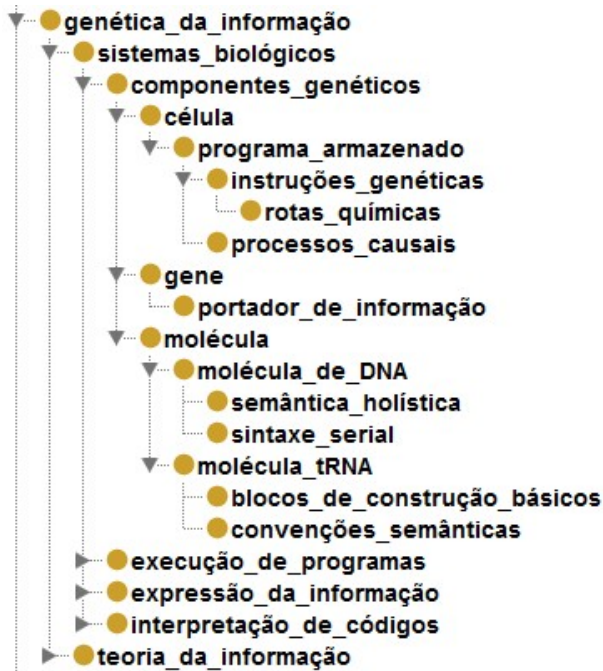 genética_da_informação
sistemas_biológicos
componentes_genéticos
célula
programa_armazenado
instruções_genéticas
rotas_químicas
processos_causais
gene
portador_de_informação
molécula
molécula_de_DNA
semântica_holística
sintaxe_serial
molécula_tRNA
blocos_de_construção_básicos
convenções_semânticas
execução_de_programas
expressão_da_informação
interpretação_de_códigos
teoria_da_informação